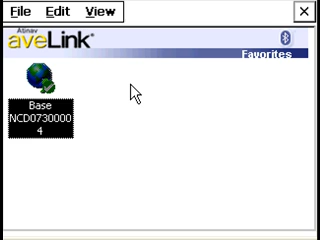 File Edit View
Atinav
aveLink
Favorites
Base
NCD0730000
4